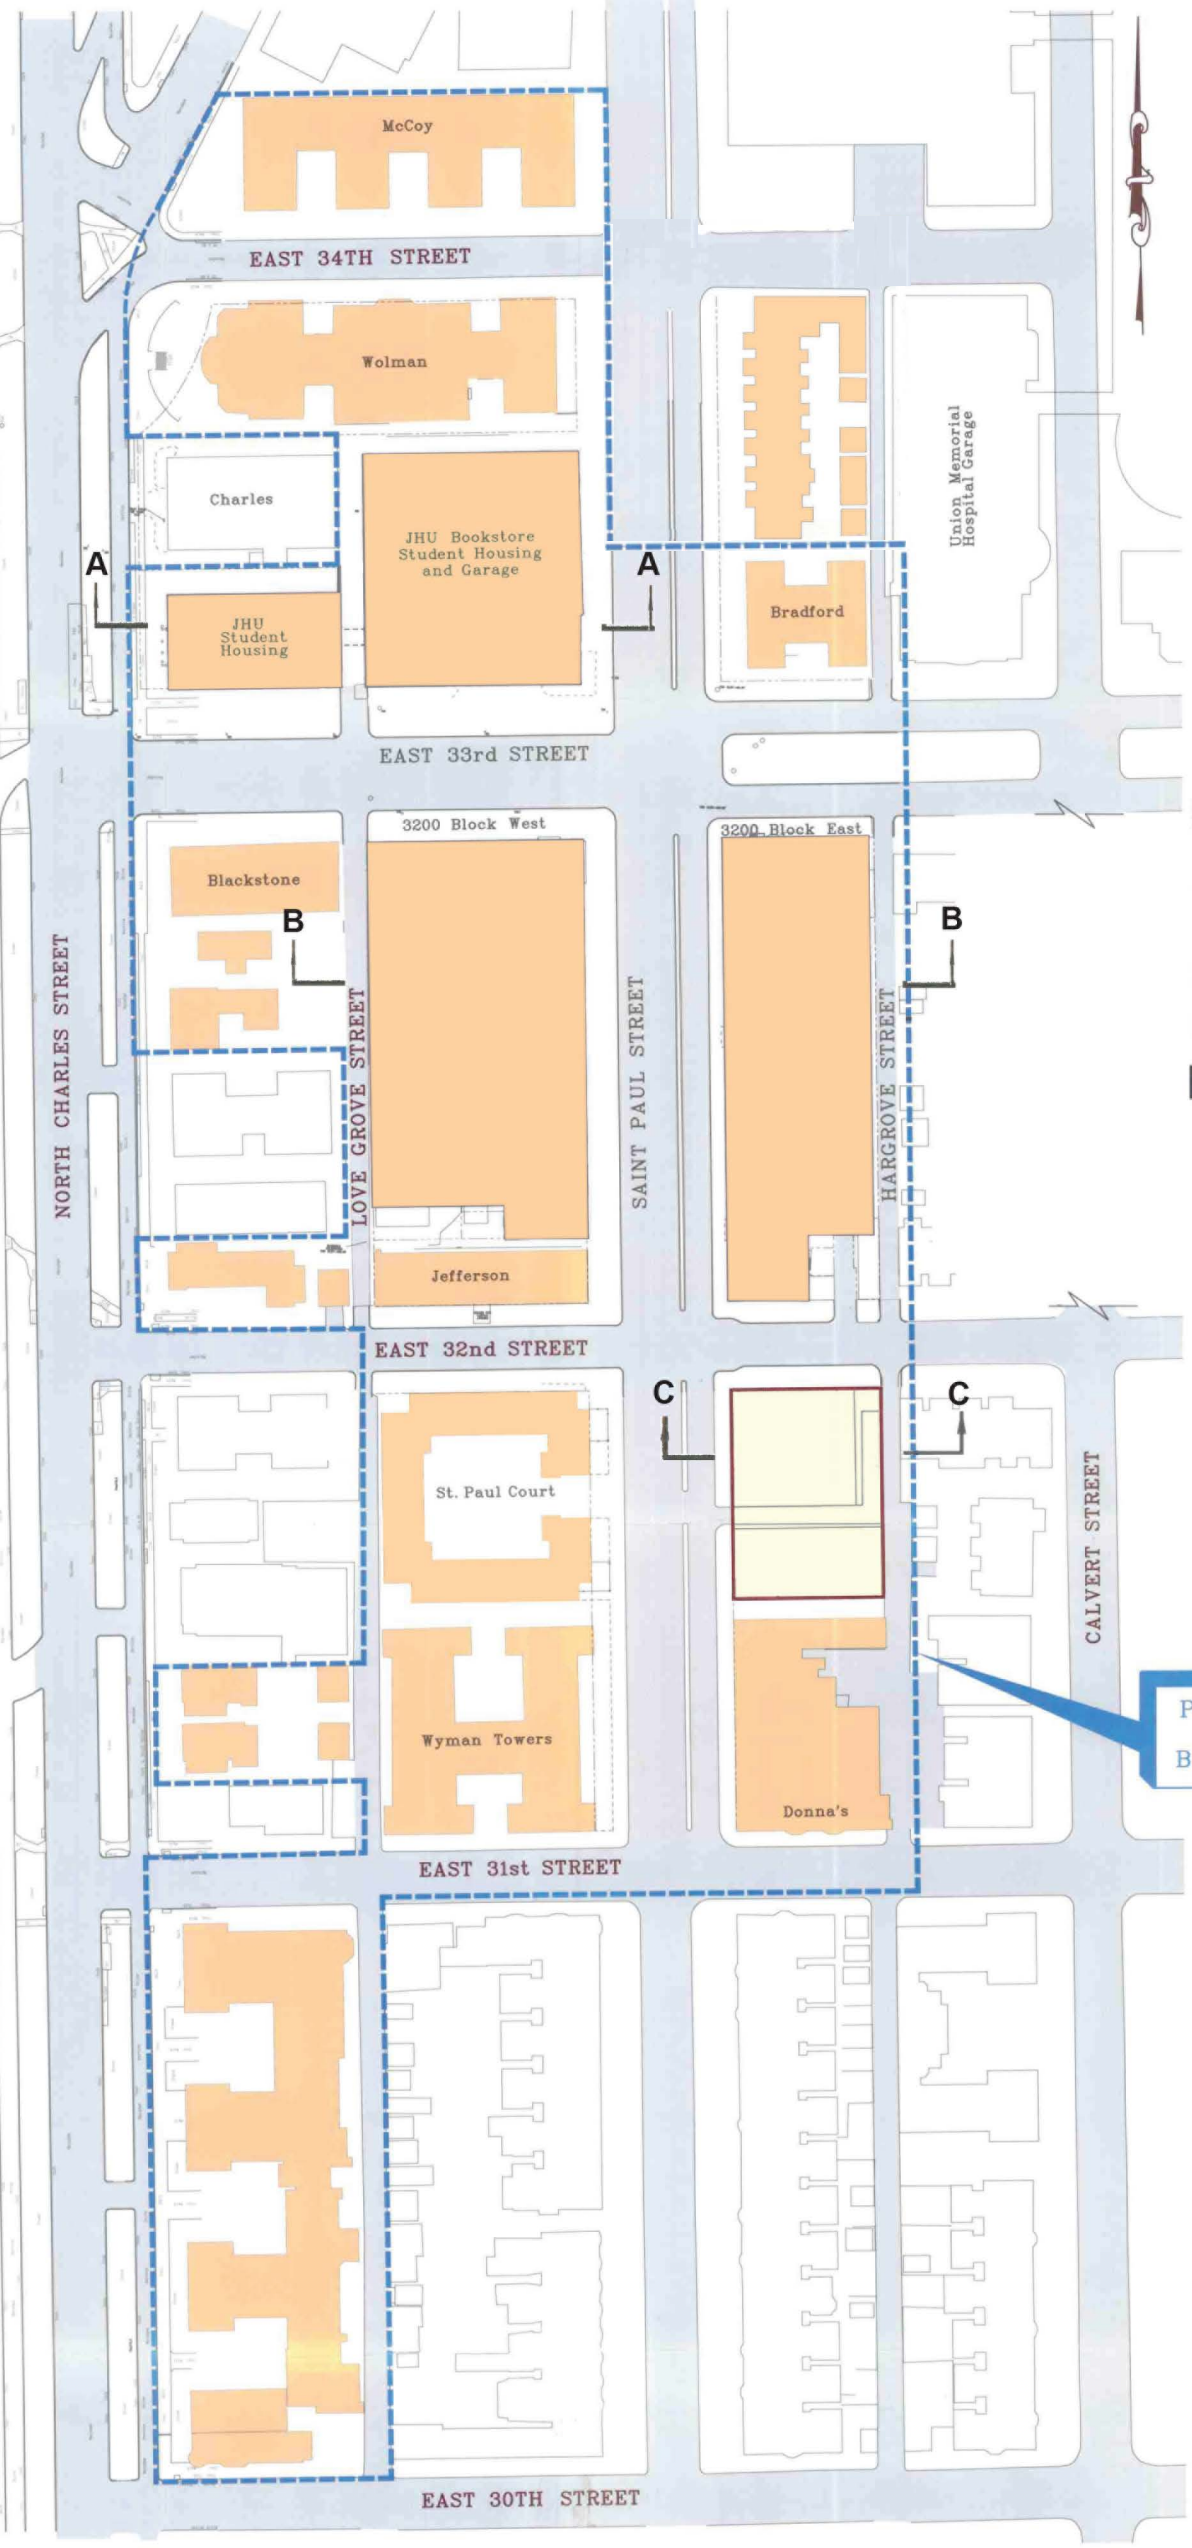 McCoy
EAST 34TH STREET
Wolman
Union Memorial
Hospital Garage
Charles
JHU Bookstore
Student Housing
and Garage
A
A
JHU
Student
Housing
Bradford
EAST 33rd STREET
3200 Block West
3200 Block East
Blackstone
B
B
NORTH CHARLES STREET
LOVE GROVE STREET
SAINT PAUL STREET
HARGROVE STREET
Jefferson
EAST 32nd STREET
C
C
St. Paul Court
CALVERT STREET
P
B
Wyman Towers
Donna's
EAST 31st STREET
EAST 30TH STREET